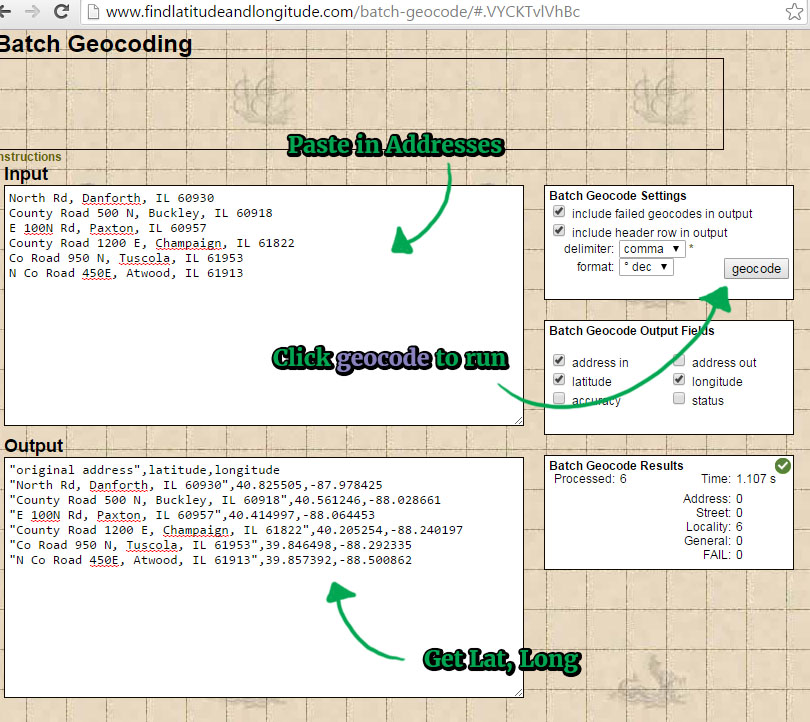 www.findlatitudeandlongitude.com/batch-geocode/#.VYCKTvlVhBc
Batch Geocoding
Paste in Addresses
nstructions
Input
North Rd, Danforth, IL 60930
County Road 500 N, Buckley, IL 60918
E 100N Rd, Paxton, IL 60957
County Road 1200 E, Champaign, IL 61822
Co Road 950 N, Tuscola, IL 61953
N Co Road 450E, Atwood, IL 61913
Click geocode to run
Batch Geocode Settings
include failed geocodes in output
include header row in output
delimiter: comma ▼ *
format: ° dec ▼
geocode
Batch Geocode Output Fields
address in address out
latitude longitude
accuracy status
Output
"original address",latitude,longitude
"North Rd, Danforth, IL 60930",40.825505,-87.978425
"County Road 500 N, Buckley, IL 60918",40.561246,-88.028661
"E 100N Rd, Paxton, IL 60957",40.414997,-88.064453
"County Road 1200 E, Champaign, IL 61822",40.205254,-88.240197
"Co Road 950 N, Tuscola, IL 61953",39.846498,-88.292335
"N Co Road 450E, Atwood, IL 61913",39.857392,-88.500862
Get Lat, Long
Batch Geocode Results
Processed: 6 Time: 1.107 s
Address: 0
Street: 0
Locality: 6
General: 0
FAIL: 0